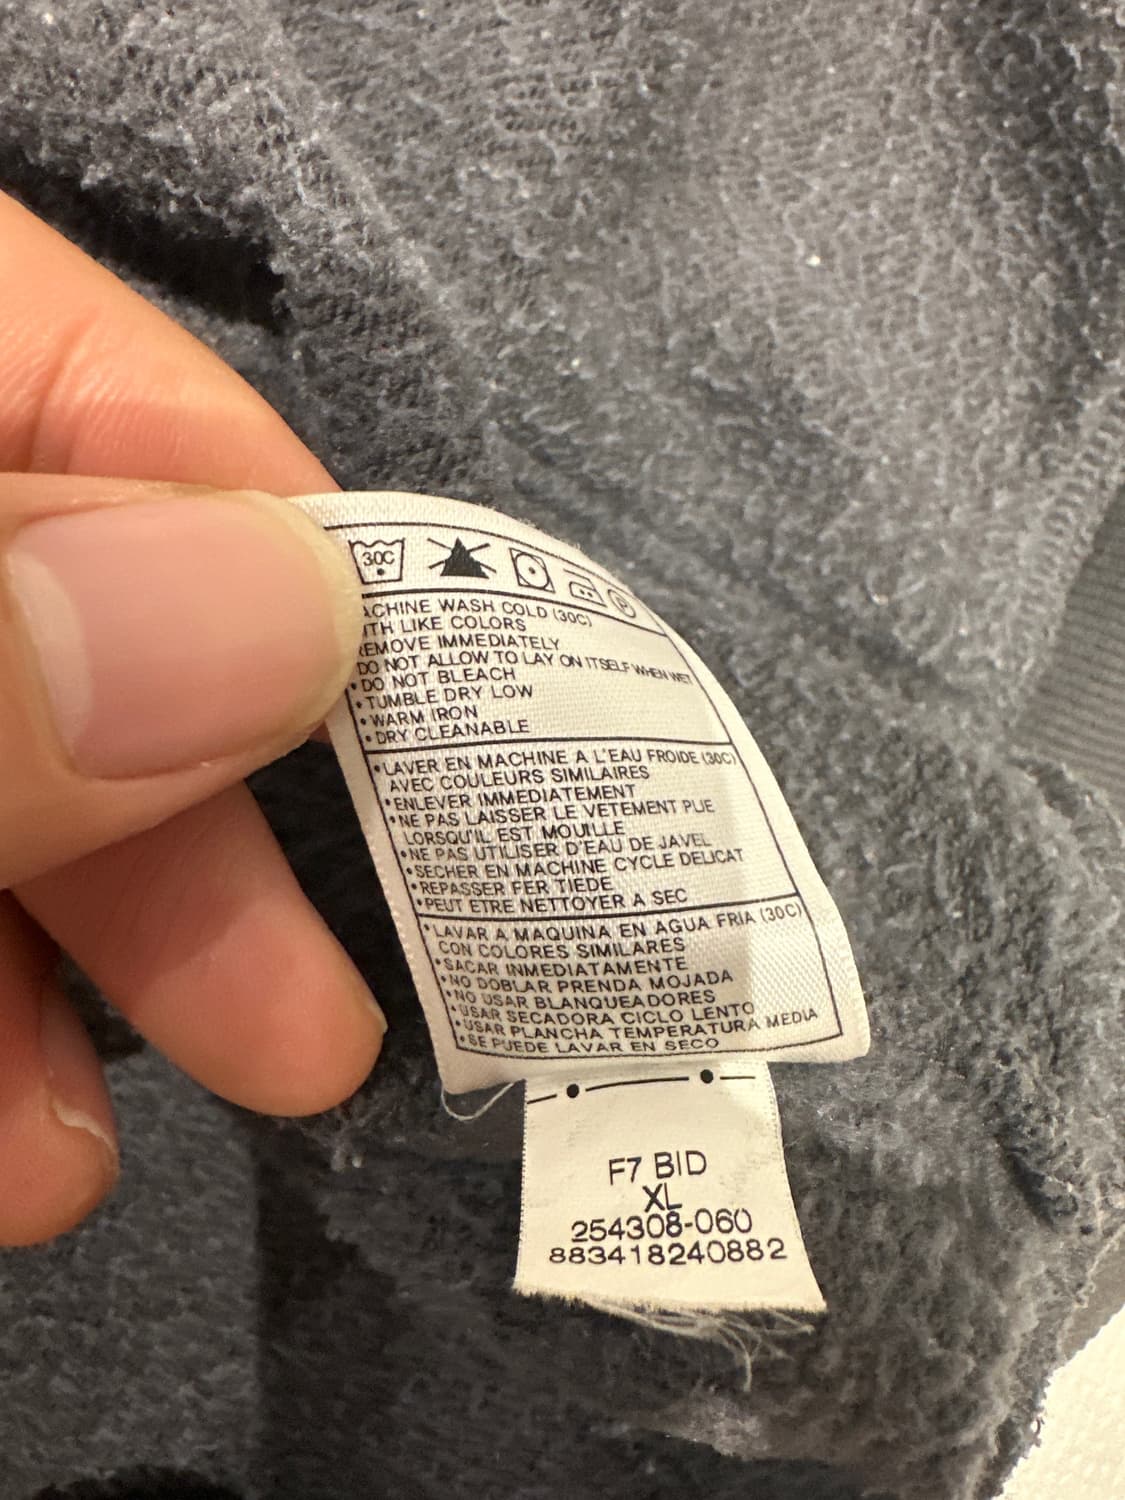 30C
P
ACHINE WASH COLD (30C)
ITH LIKE COLORS
REMOVE IMMEDIATELY
DO NOT ALLOW TO LAY ON ITSELF WHEN WET
• DO NOT BLEACH
• TUMBLE DRY LOW
• WARM IRON
• DRY CLEANABLE
• LAVER EN MACHINE A L'EAU FROIDE (30C)
AVEC COULEURS SIMILAIRES
• ENLEVER IMMEDIATEMENT
• NE PAS LAISSER LE VETEMENT PLIE
LORSQU'IL EST MOUILLE
• NE PAS UTILISER D'EAU DE JAVEL
• SECHER EN MACHINE CYCLE DELICAT
• REPASSER FER TIEDE
• PEUT ETRE NETTOYER A SEC
• LAVAR A MAQUINA EN AGUA FRIA (30C)
CON COLORES SIMILARES
• SACAR INMEDIATAMENTE
• NO DOBLAR PRENDA MOJADA
• NO USAR BLANQUEADORES
• USAR SECADORA CICLO LENTO
• USAR PLANCHA TEMPERATURA MEDIA
• SE PUEDE LAVAR EN SECO
F7 BID
XL
254308-060
883418240882